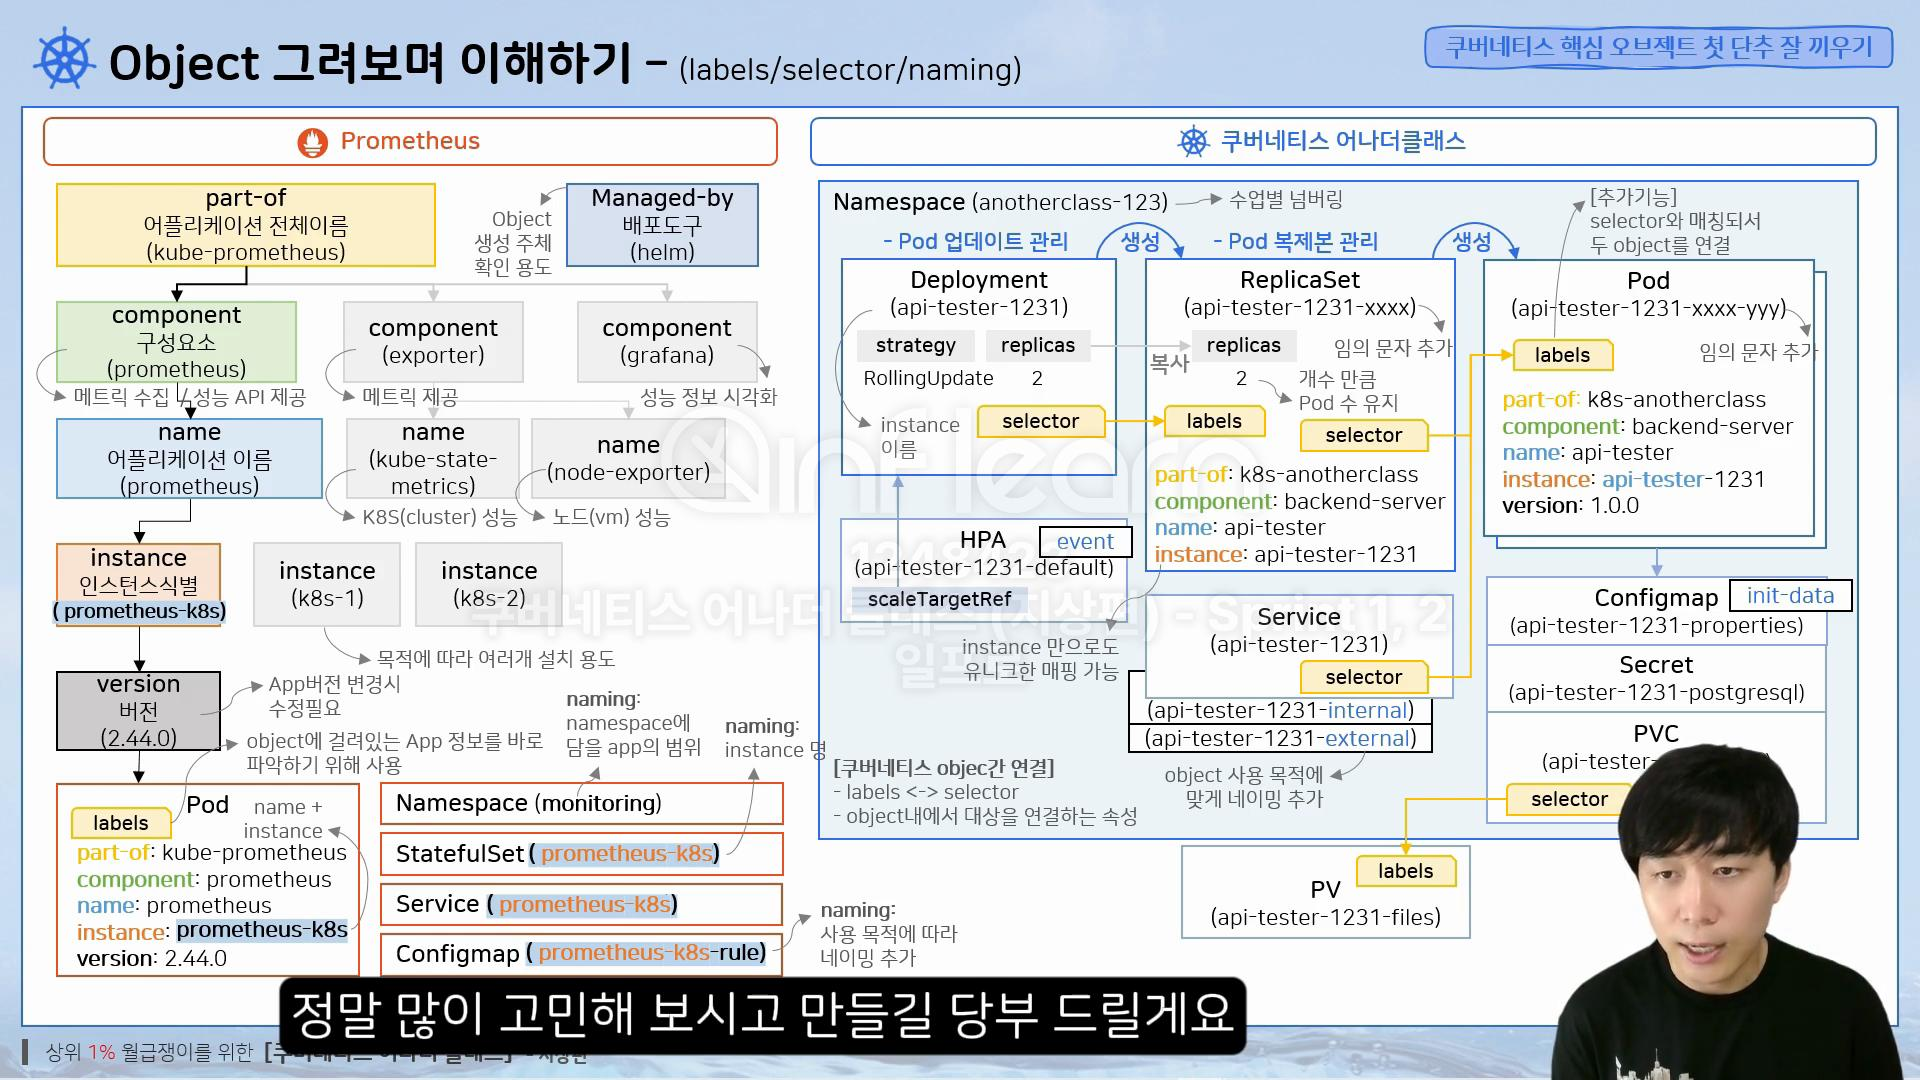 Object 그려보며 이해하기 – (labels/selector/naming)
쿠버네티스 핵심 오브젝트 첫 단추 잘 끼우기
Prometheus
part-of
어플리케이션 전체이름
(kube-prometheus)
Object
생성 주체
확인 용도
Managed-by
배포도구
(helm)
component
구성요소
(prometheus)
component
(exporter)
component
(grafana)
메트릭 수집 / 성능 API 제공
메트릭 제공
성능 정보 시각화
name
어플리케이션 이름
(prometheus)
name
(kube-state-
metrics)
name
(node-exporter)
K8S(cluster) 성능
노드(vm) 성능
instance
인스턴스식별
( prometheus-k8s)
instance
(k8s-1)
instance
(k8s-2)
목적에 따라 여러개 설치 용도
version
버전
(2.44.0)
App버전 변경시
수정필요
object에 걸려있는 App 정보를 바로
파악하기 위해 사용
naming:
namespace에
담을 app의 범위
naming:
instance 명
Pod
labels
name +
instance
part-of: kube-prometheus
component: prometheus
name: prometheus
instance: prometheus-k8s
version: 2.44.0
Namespace (monitoring)
StatefulSet ( prometheus-k8s)
Service ( prometheus-k8s)
Configmap ( prometheus-k8s-rule)
naming:
사용 목적에 따라
네이밍 추가
쿠버네티스 어나더클래스
Namespace (anotherclass-123)
수업별 넘버링
- Pod 업데이트 관리
생성
- Pod 복제본 관리
생성
[추가기능]
selector와 매칭되서
두 object를 연결
Deployment
(api-tester-1231)
strategy
replicas
RollingUpdate
2
selector
instance
이름
복사
ReplicaSet
(api-tester-1231-xxxx)
replicas
임의 문자 추가
2
개수 만큼
Pod 수 유지
labels
selector
part-of: k8s-anotherclass
component: backend-server
name: api-tester
instance: api-tester-1231
Pod
(api-tester-1231-xxxx-yyy)
labels
임의 문자 추가
part-of: k8s-anotherclass
component: backend-server
name: api-tester
instance: api-tester-1231
version: 1.0.0
HPA
event
(api-tester-1231-default)
scaleTargetRef
instance 만으로도
유니크한 매핑 가능
Service
(api-tester-1231)
selector
(api-tester-1231-internal)
(api-tester-1231-external)
object 사용 목적에
맞게 네이밍 추가
Configmap
init-data
(api-tester-1231-properties)
Secret
(api-tester-1231-postgresql)
PVC
selector
[쿠버네티스 objec간 연결]
- labels <-> selector
- object내에서 대상을 연결하는 속성
labels
PV
(api-tester-1231-files)
inflearn
정말 많이 고민해 보시고 만들길 당부 드릴게요
상위 1% 월급쟁이를 위한